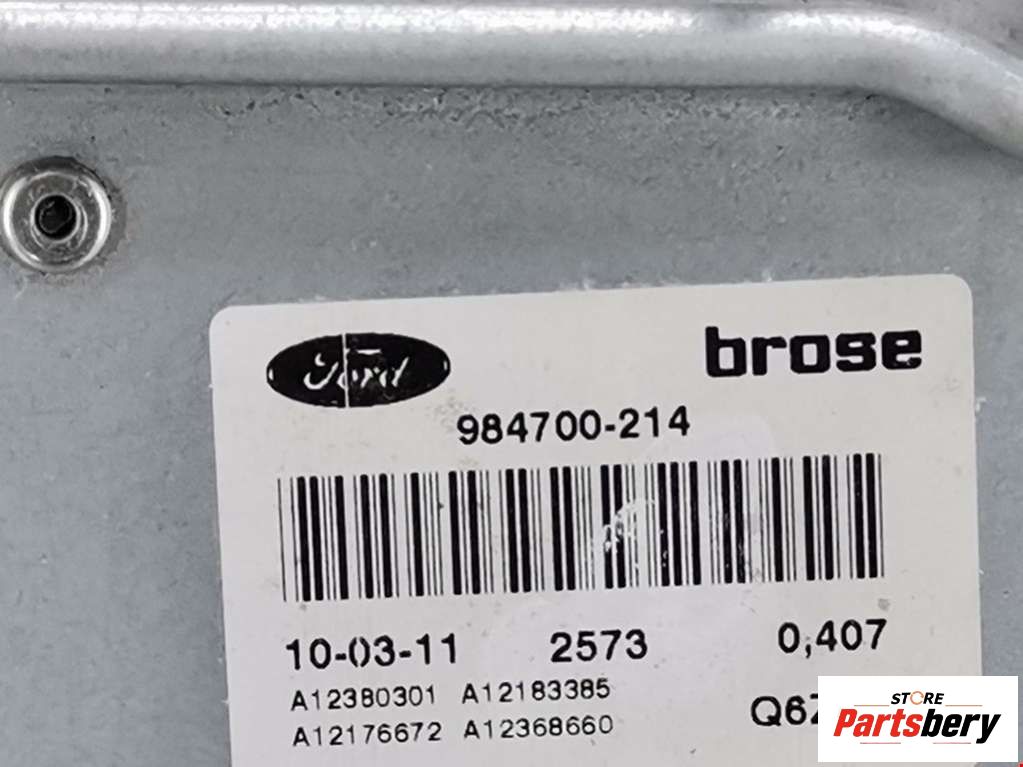 Ford brose
984700-214
10-03-11 2573 0,407
A12380301 A12183385
A12176672 A12368660
STORE
Partsbery